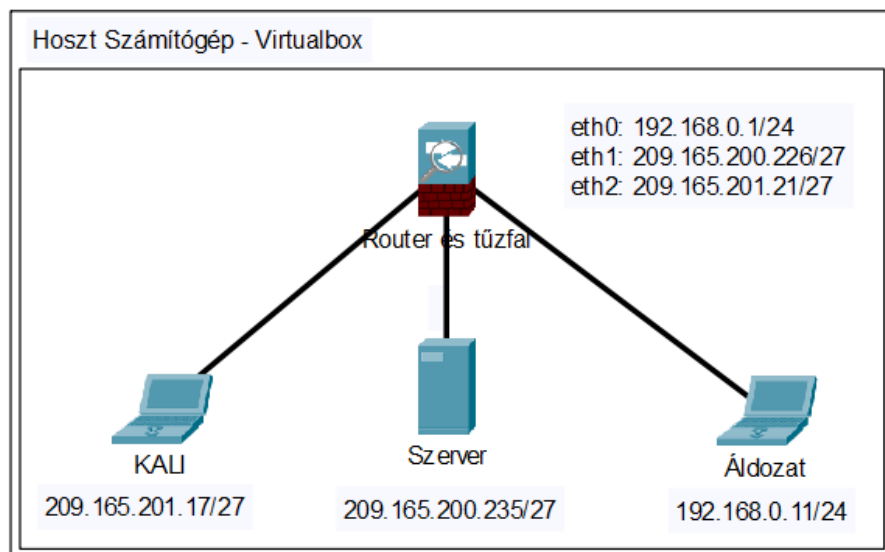 Hoszt Számítógép - Virtualbox
eth0: 192.168.0.1/24
eth1: 209.165.200.226/27
eth2: 209.165.201.21/27
Router és tűzfal
KALI
Szerver
Áldozat
209.165.201.17/27
209.165.200.235/27
192.168.0.11/24